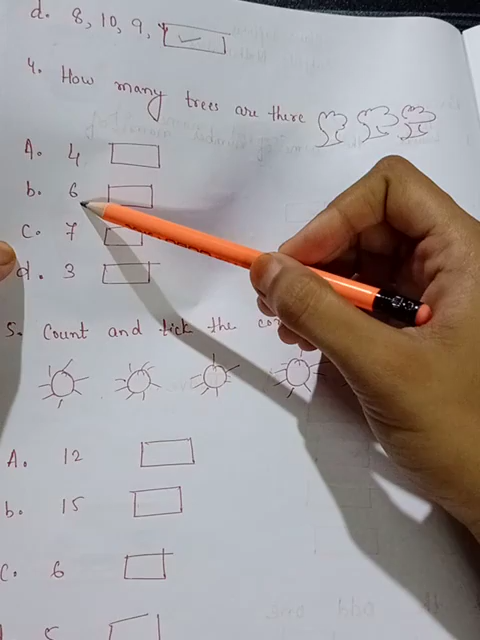 d. 8, 10, 9,
4. How many trees are there
A. 4
b. 6
c. 7
d. 3
5. Count and tick the
A. 12
b. 15
c. 6
5